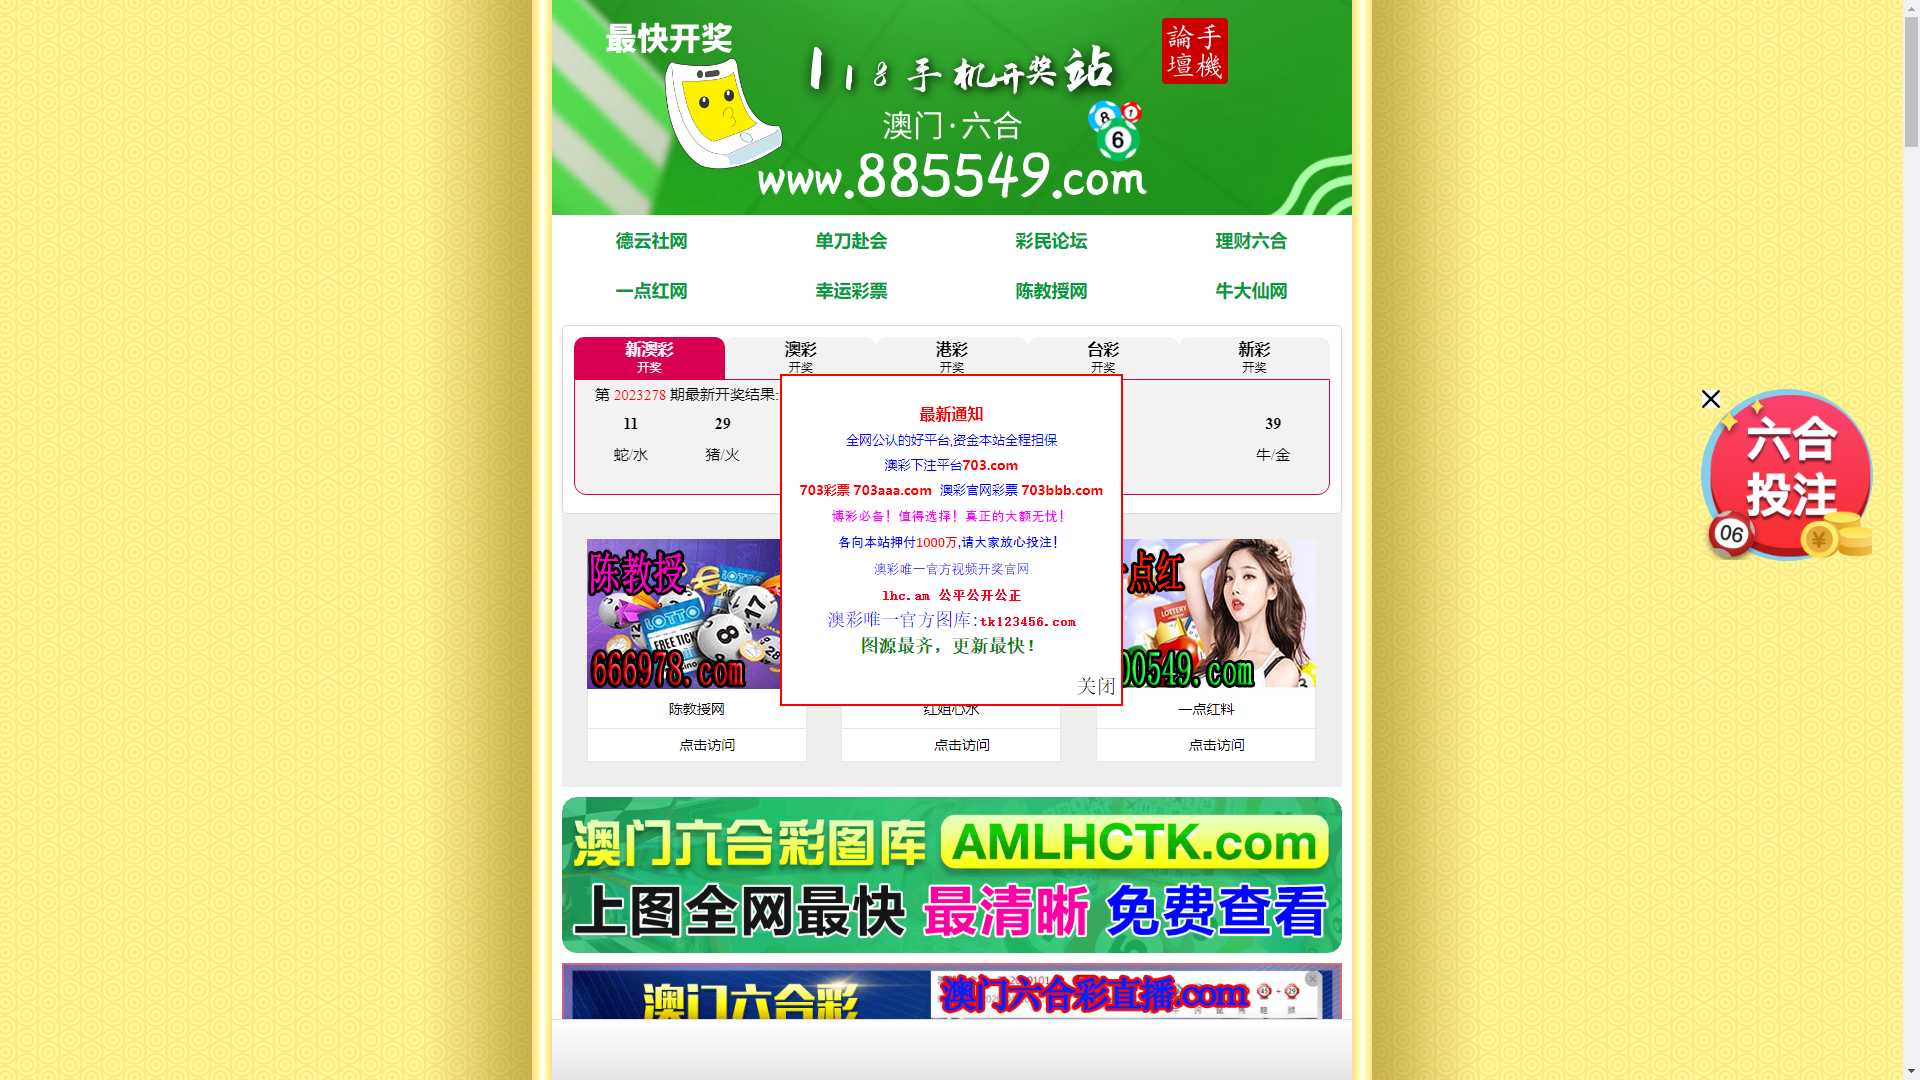 最快开奖
118手机开奖站
論手
壇機
澳门·六合
8
1
6
www.885549.com
德云社网 单刀赴会 彩民论坛 理财六合
一点红网 幸运彩票 陈教授网 牛大仙网
新澳彩 澳彩 港彩 台彩 新彩
开奖 开奖 开奖 开奖 开奖
第 2023278 期最新开奖结果:
11 29 39
蛇/水 猪/火 牛/金
最新通知
全网公认的好平台,资金本站全程担保
澳彩下注平台703.com
703彩票 703aaa.com 澳彩官网彩票 703bbb.com
博彩必备！值得选择！真正的大额无忧！
各向本站押付1000万,请大家放心投注！
澳彩唯一官方视频开奖官网
lhc.am 公平公开公正
澳彩唯一官方图库:tk123456.com
图源最齐，更新最快！
关闭
六合
投注
06
陈教授
LOTTO
LOTTO
FREE TICKET
17
8
28
666978.com
点红
LOTTERY
00549.com
陈教授网 红姐心水 一点红料
点击访问 点击访问 点击访问
澳门六合彩图库 AMLHCTK.com
上图全网最快 最清晰 免费查看
澳门六合彩
澳门六合彩直播.com
45 + 29